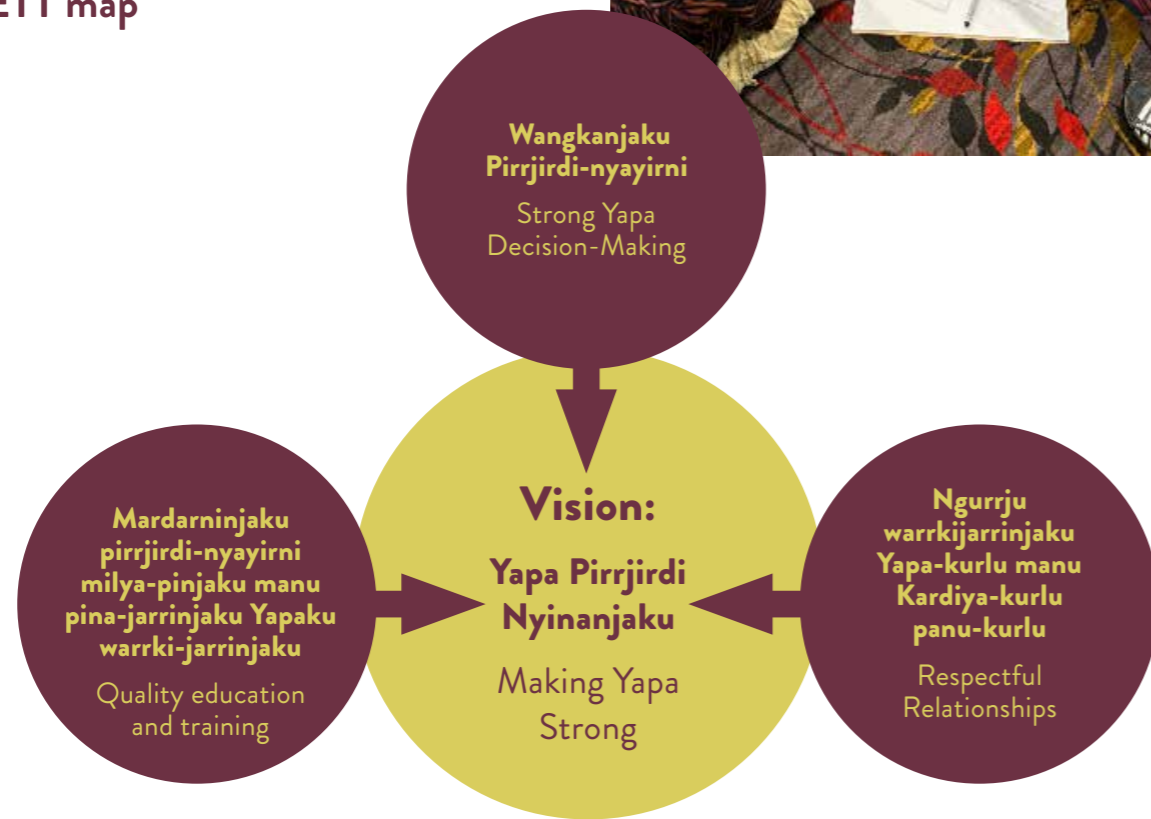 map
Wangkanjaku
Pirrjirdi-nyayirni
Strong Yapa
Decision-Making
Mardarninjaku
pirrjirdi-nyayirni
milya-pinjaku manu
pina-jarrinjaku Yapaku
warrki-jarrinjaku
Quality education
and training
Vision:
Yapa Pirrjirdi
Nyinanjaku
Making Yapa
Strong
Ngurrju
warrkijarrinjaku
Yapa-kurlu manu
Kardiya-kurlu
panu-kurlu
Respectful
Relationships